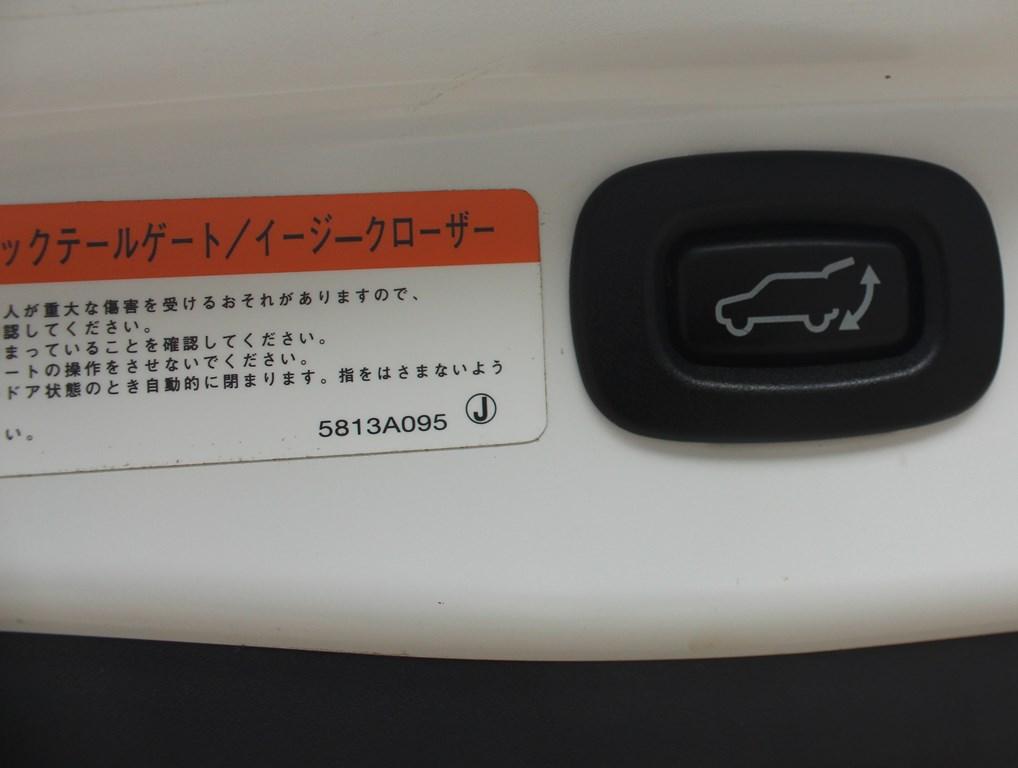 ックテールゲート/イージークローザー
人が重大な傷害を受けるおそれがありますので、
認してください。
まっていることを確認してください。
ートの操作をさせないでください。
ドア状態のとき自動的に閉まります。指をはさまないよう
い。
5813A095 Ⓙ